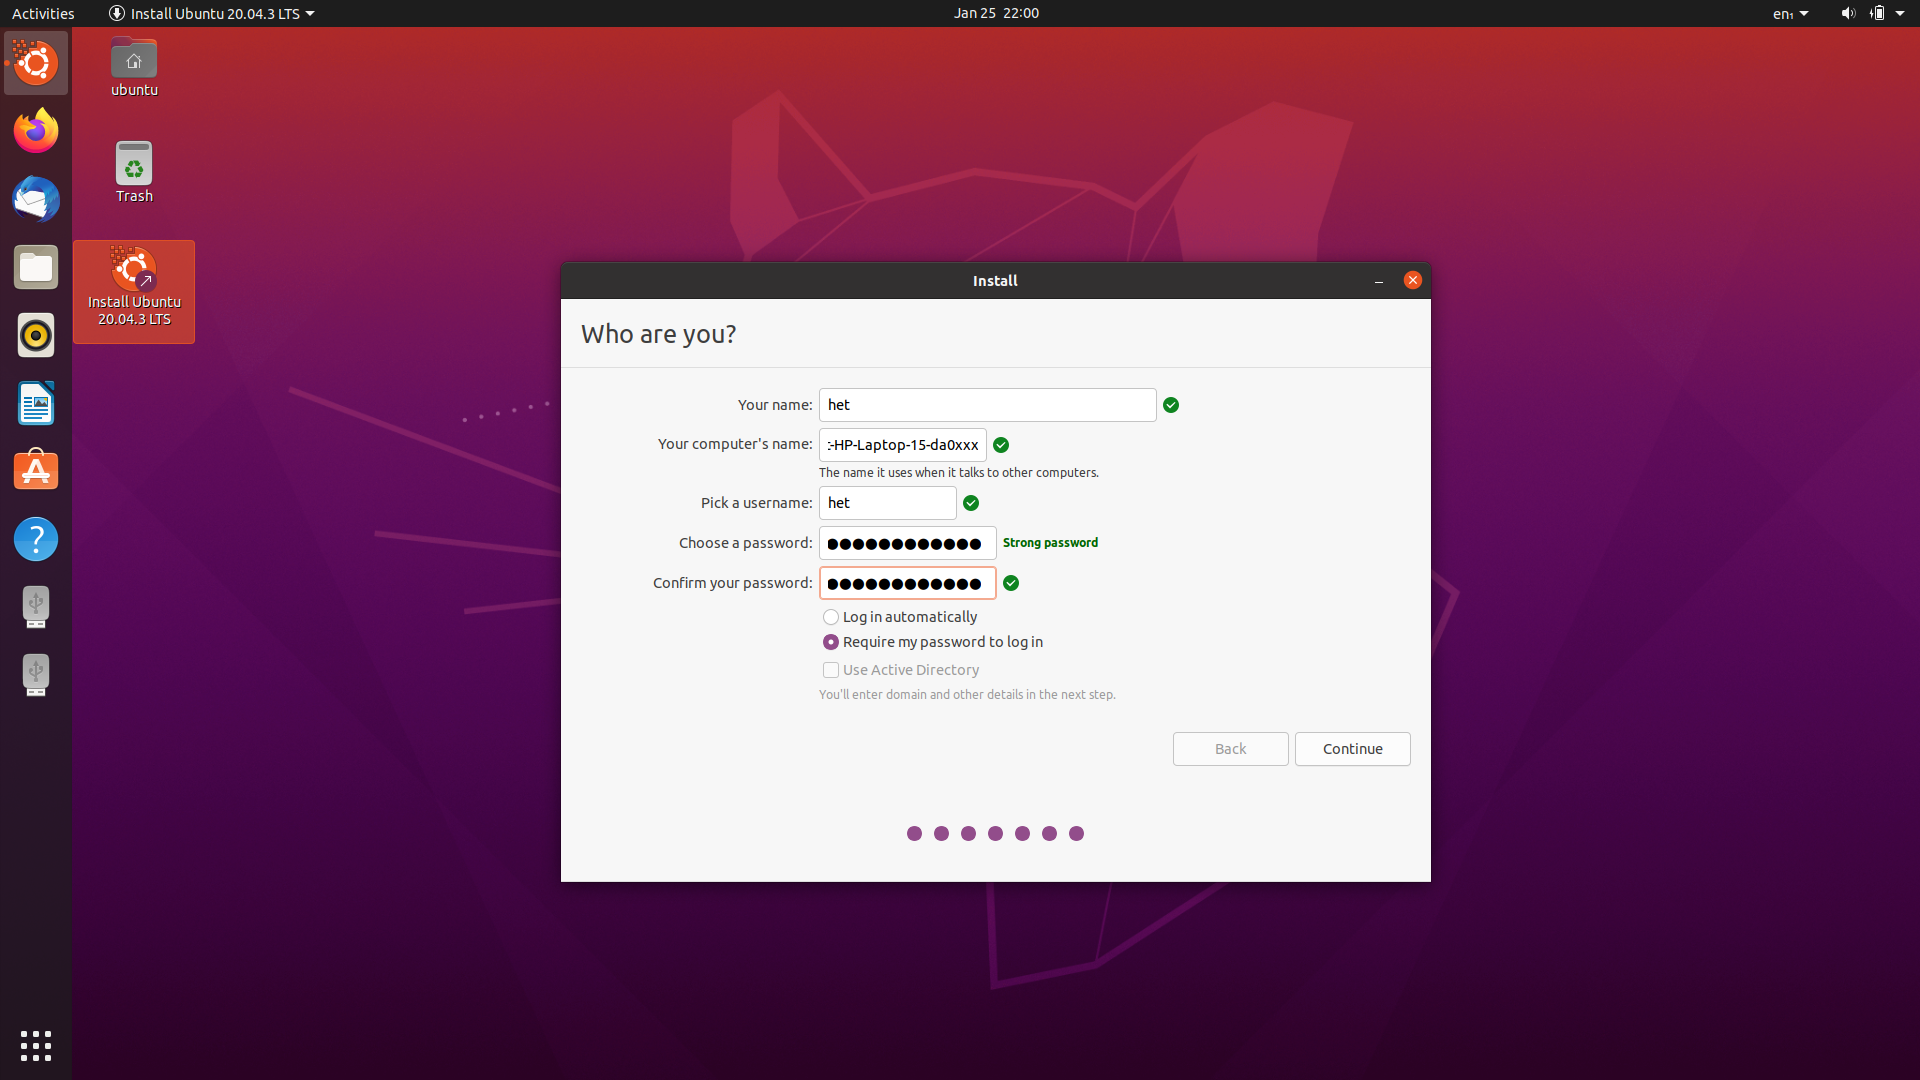 Activities
Install Ubuntu 20.04.3 LTS
Jan 25 22:00
en₁
ubuntu
Trash
Install Ubuntu
20.04.3 LTS
Install
Who are you?
Your name: het
Your computer's name: -HP-Laptop-15-da0xxx
The name it uses when it talks to other computers.
Pick a username: het
Choose a password: ●●●●●●●●●●●● Strong password
Confirm your password: ●●●●●●●●●●●●
Log in automatically
Require my password to log in
Use Active Directory
You'll enter domain and other details in the next step.
Back
Continue